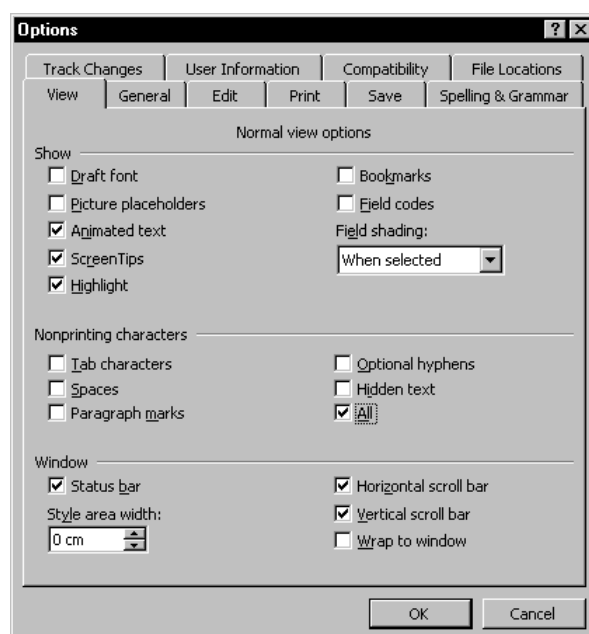 Options
Track Changes User Information Compatibility File Locations
View General Edit Print Save Spelling & Grammar
Normal view options
Show
Draft font Bookmarks
Picture placeholders Field codes
Animated text Field shading:
ScreenTips When selected
Highlight
Nonprinting characters
Tab characters Optional hyphens
Spaces Hidden text
Paragraph marks All
Window
Status bar Horizontal scroll bar
Style area width: Vertical scroll bar
0 cm Wrap to window
OK Cancel